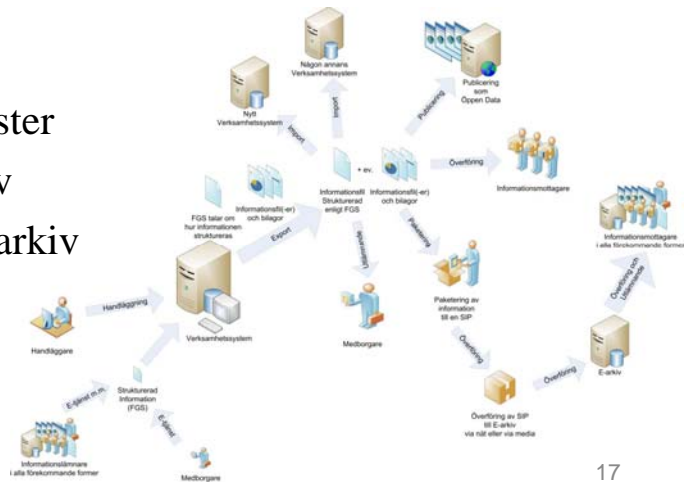 ster
v
arkiv
Någon annans
Verksamhetssystem
Nytt
Verksamhetssystem
Import
Import
Publicering
Publicering
som
Öppen Data
FGS talar om
hur informationen
struktureras
Informationsfil(-er)
och bilagor
Informationsfil
Strukturerad
enligt FGS
+ ev.
Informationsfil(-er)
och bilagor
Överföring
Informationsmottagare
Export
Utlämnande
Paketering
Informationsmottagare
i alla förekommande former
Handläggning
Handläggare
Verksamhetssystem
Medborgare
Paketering av
information
till en SIP
Överföring och
Utlämnande
E-arkiv
Överföring
Överföring
Strukturerad
Information
(FGS)
E-tjänst m.m.
E-tjänst
Överföring av SIP
till E-arkiv
via nät eller via media
Informationslämnare
i alla förekommande former
Medborgare
17